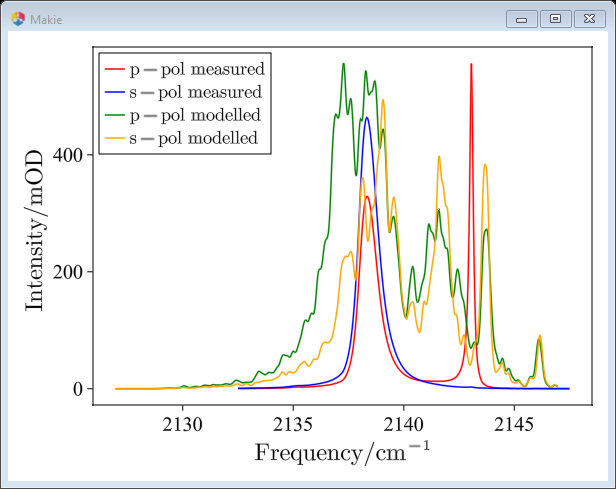 Makie
p — pol measured
s — pol measured
p — pol modelled
s — pol modelled
400
200
0
Intensity/mOD
2130
2135
2140
2145
Frequency/cm⁻¹